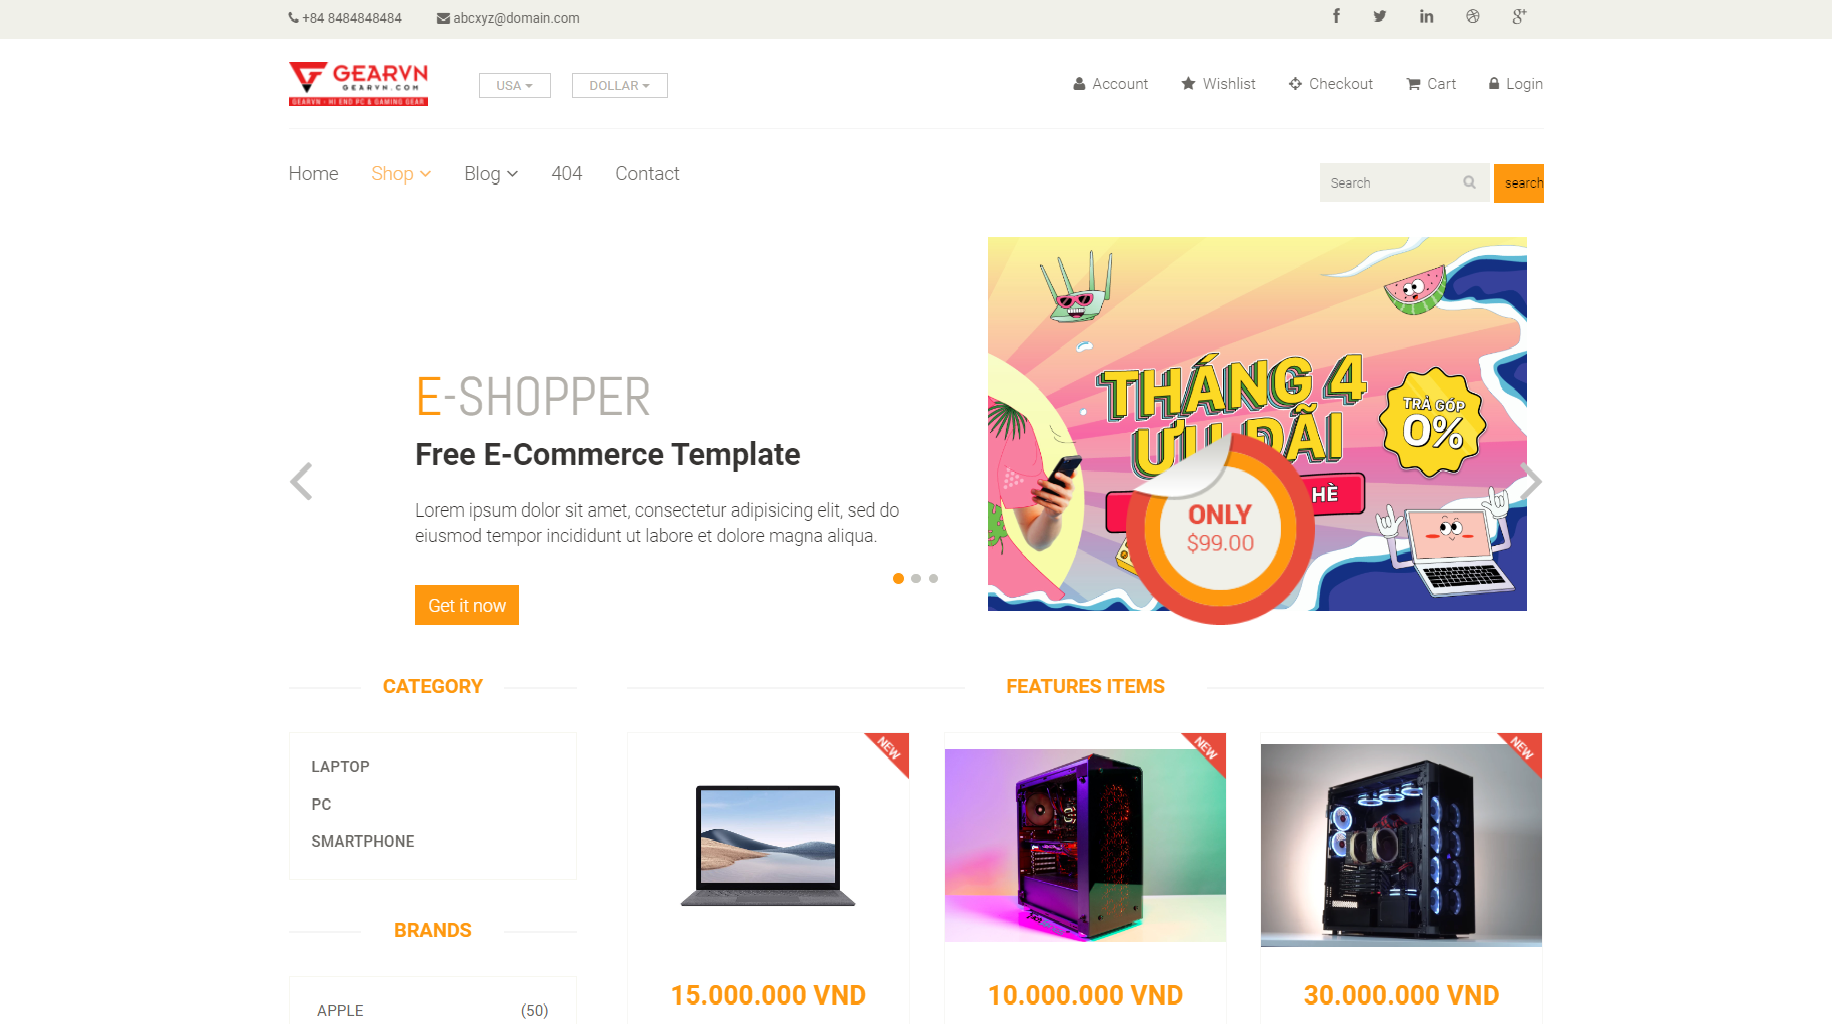 +84 8484848484
abcxyz@domain.com
GEARVN
GEARVN.COM
GEARVN - HI END PC & GAMING GEAR
USA
DOLLAR
Account
Wishlist
Checkout
Cart
Login
Home
Shop
Blog
404
Contact
Search
search
E-SHOPPER
Free E-Commerce Template
Lorem ipsum dolor sit amet, consectetur adipisicing elit, sed do
eiusmod tempor incididunt ut labore et dolore magna aliqua.
Get it now
THÁNG 4
ƯU ĐÃI
HÈ
TRẢ GÓP
0%
ONLY
$99.00
CATEGORY
LAPTOP
PC
SMARTPHONE
BRANDS
APPLE (50)
FEATURES ITEMS
NEW
NEW
NEW
15.000.000 VND
10.000.000 VND
30.000.000 VND